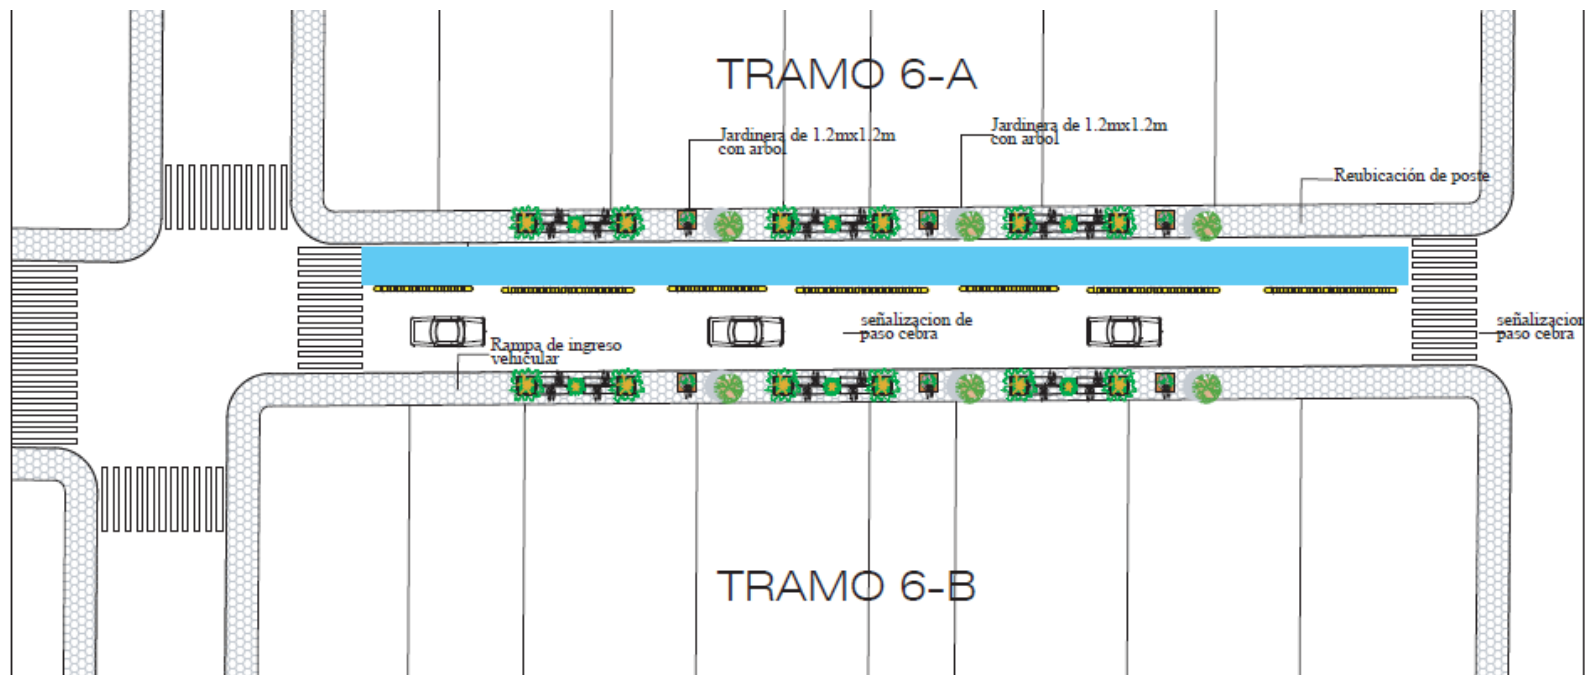 TRAMO 6-A
Jardinera de 1.2mx1.2m
con arbol
Jardinera de 1.2mx1.2m
con arbol
Reubicación de poste
señalizacion de
paso cebra
señalizacion
paso cebra
Rampa de ingreso
vehicular
TRAMO 6-B